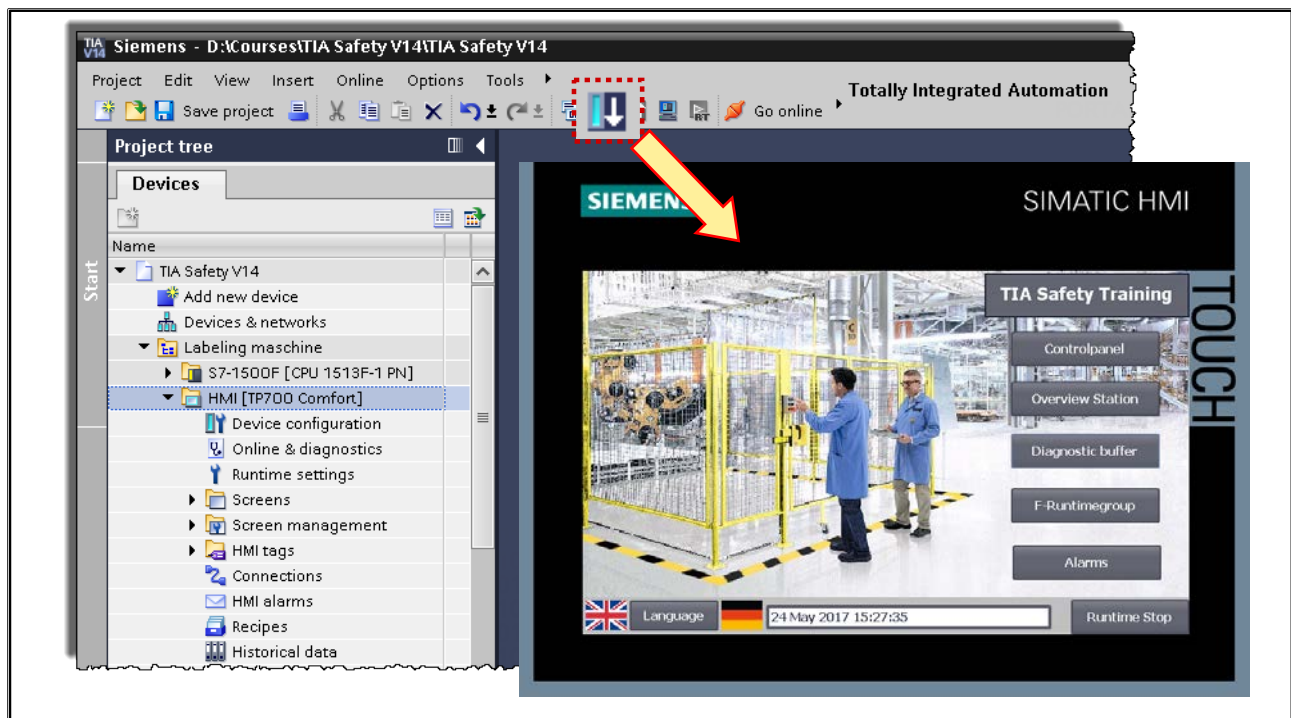 TIA V14 Siemens - D:\Courses\TIA Safety V14\TIA Safety V14
Project Edit View Insert Online Options Tools
Totally Integrated Automation
Save project
RT
Go online
Project tree
Devices
Name
Start
TIA Safety V14
Add new device
Devices & networks
Labeling maschine
S7-1500F [CPU 1513F-1 PN]
HMI [TP700 Comfort]
Device configuration
Online & diagnostics
Runtime settings
Screens
Screen management
HMI tags
Connections
HMI alarms
Recipes
Historical data
SIEMENS
SIMATIC HMI
TOUCH
TIA Safety Training
Controlpanel
Overview Station
Diagnostic buffer
F-Runtimegroup
Alarms
Language
24 May 2017 15:27:35
Runtime Stop